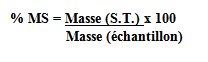 % MS = Masse (S.T.) x 100
Masse (échantillon)